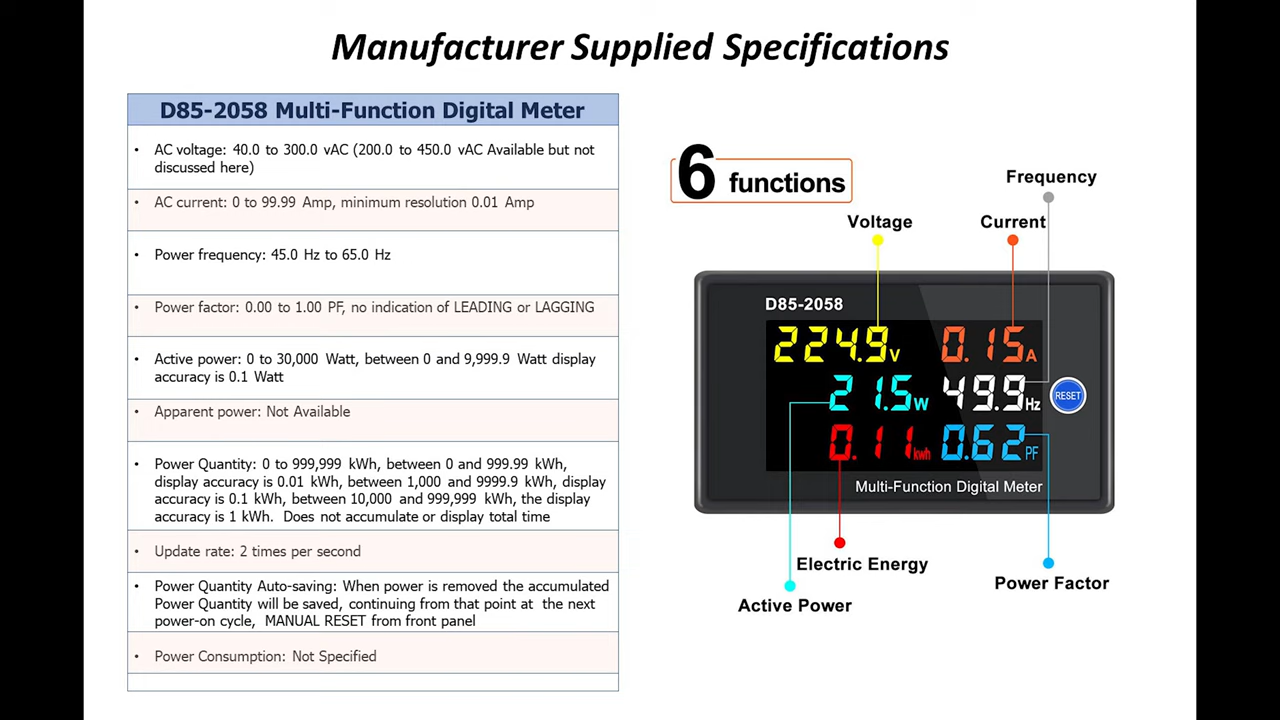 Manufacturer Supplied Specifications
D85-2058 Multi-Function Digital Meter
• AC voltage: 40.0 to 300.0 vAC (200.0 to 450.0 vAC Available but not
discussed here)
• AC current: 0 to 99.99 Amp, minimum resolution 0.01 Amp
• Power frequency: 45.0 Hz to 65.0 Hz
• Power factor: 0.00 to 1.00 PF, no indication of LEADING or LAGGING
• Active power: 0 to 30,000 Watt, between 0 and 9,999.9 Watt display
accuracy is 0.1 Watt
• Apparent power: Not Available
• Power Quantity: 0 to 999,999 kWh, between 0 and 999.99 kWh,
display accuracy is 0.01 kWh, between 1,000 and 9999.9 kWh, display
accuracy is 0.1 kWh, between 10,000 and 999,999 kWh, the display
accuracy is 1 kWh. Does not accumulate or display total time
• Update rate: 2 times per second
• Power Quantity Auto-saving: When power is removed the accumulated
Power Quantity will be saved, continuing from that point at the next
power-on cycle, MANUAL RESET from front panel
• Power Consumption: Not Specified
6 functions
Frequency
Voltage
Current
D85-2058
224.9V 0.15A
21.5W 49.9Hz
RESET
0.11kwh 0.62PF
Multi-Function Digital Meter
Electric Energy
Power Factor
Active Power